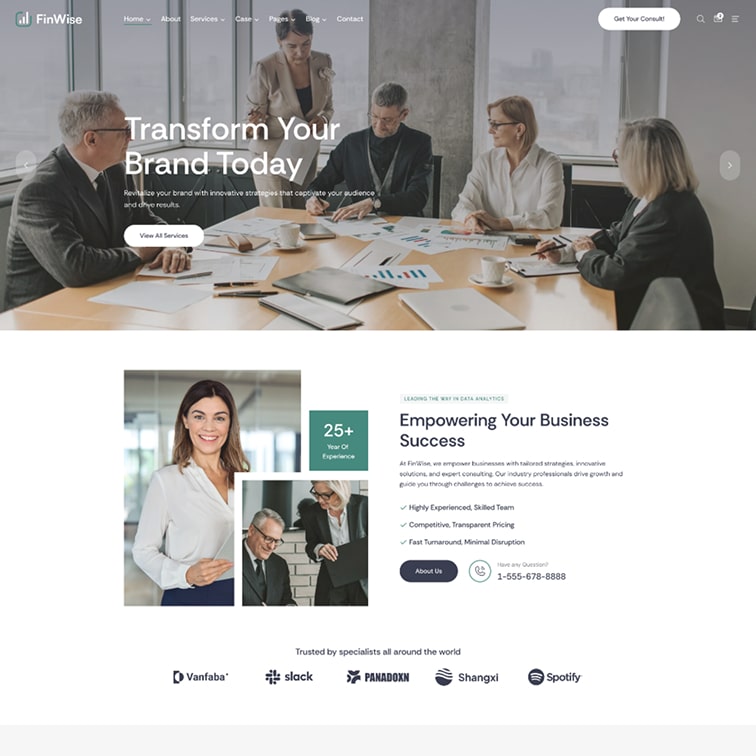 FinWise
Home About Services Case Pages Blog Contact
Get Your Consult!
Transform Your
Brand Today
Revitalize your brand with innovative strategies that captivate your audience
and drive results.
View All Services
25+
Year Of
Experience
LEADING THE WAY IN DATA ANALYTICS
Empowering Your Business
Success
At FinWise, we empower businesses with tailored strategies, innovative
solutions, and expert consulting. Our industry professionals drive growth and
guide you through challenges to achieve success.
Highly Experienced, Skilled Team
Competitive, Transparent Pricing
Fast Turnaround, Minimal Disruption
About Us
Have any Question?
1-555-678-8888
Trusted by specialists all around the world
Vanfaba
slack
PANADOXN
Shangxi
Spotify